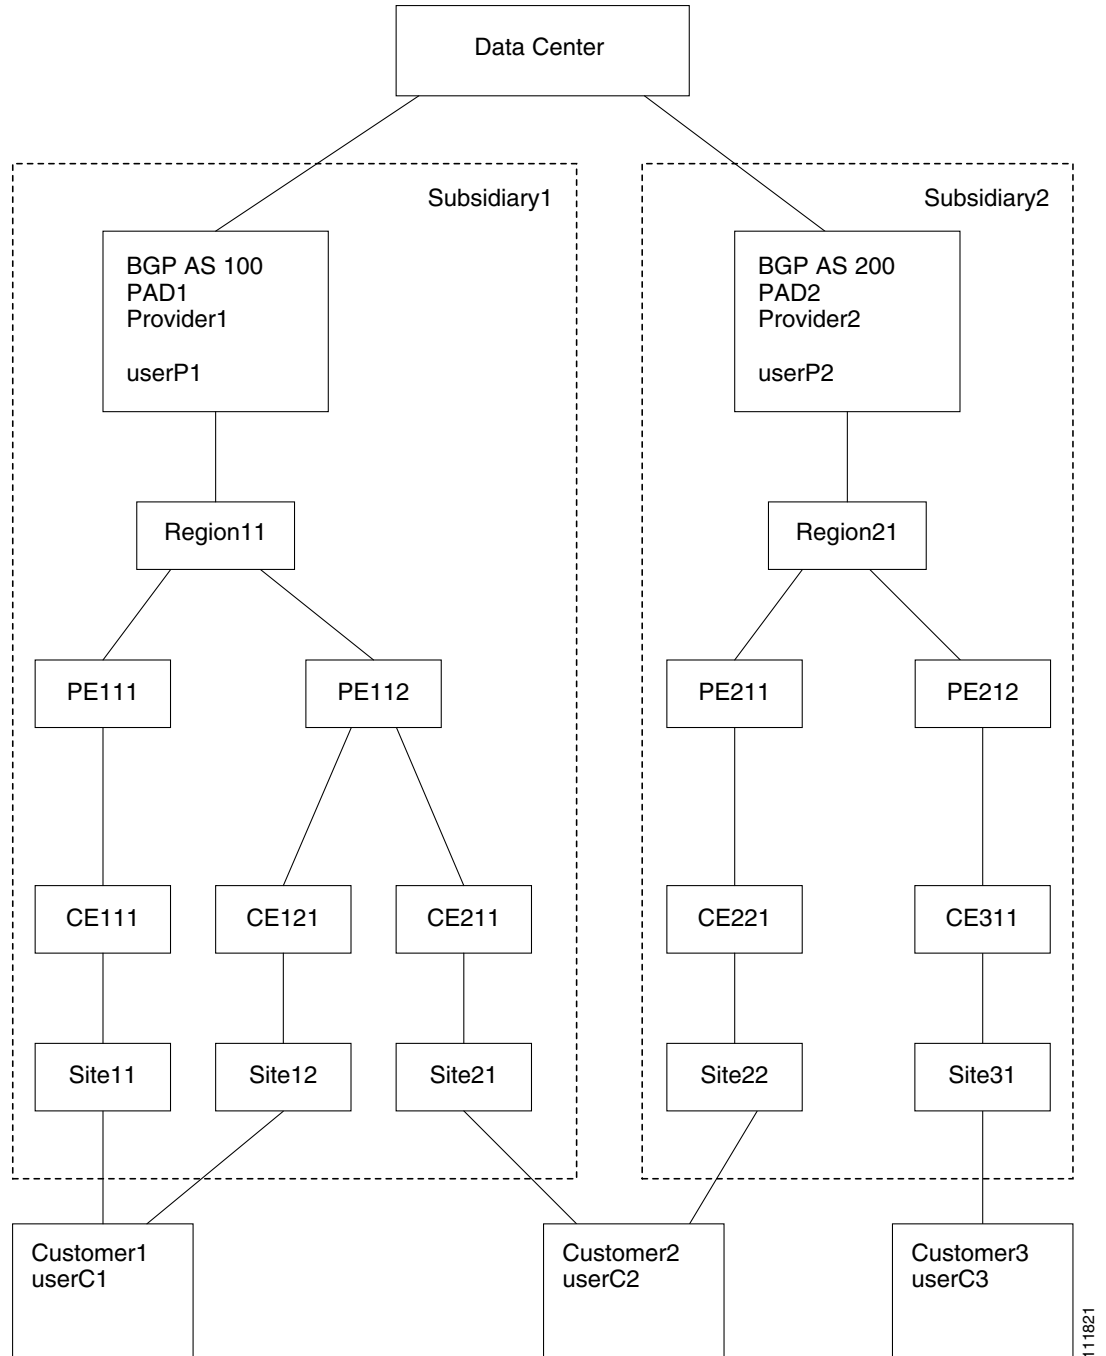 Data Center
Subsidiary1
Subsidiary2
BGP AS 100
PAD1
Provider1
userP1
BGP AS 200
PAD2
Provider2
userP2
Region11
Region21
PE111
PE112
PE211
PE212
CE111
CE121
CE211
CE221
CE311
Site11
Site12
Site21
Site22
Site31
Customer1
userC1
Customer2
userC2
Customer3
userC3
111821